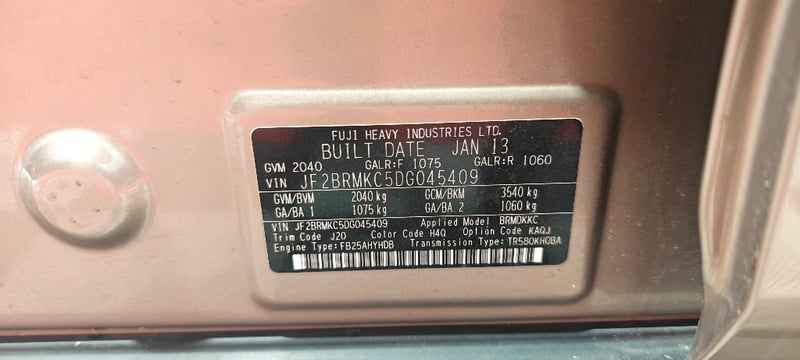 FUJI HEAVY INDUSTRIES LTD.
BUILT DATE JAN 13
GVM 2040 GALR:F 1075 GALR:R 1060
VIN JF2BRMKC5DG045409
GVM/BVM 2040 kg GCM/BKM 3540 kg
GA/BA 1 1075 kg GA/BA 2 1060 kg
VIN JF2BRMKC5DG045409 Applied Model BRMDKKC
Trim Code J20 Color Code H4Q Option Code KAQJ
Engine Type:FB25AHYHDB Transmission Type:TR580KHDBA